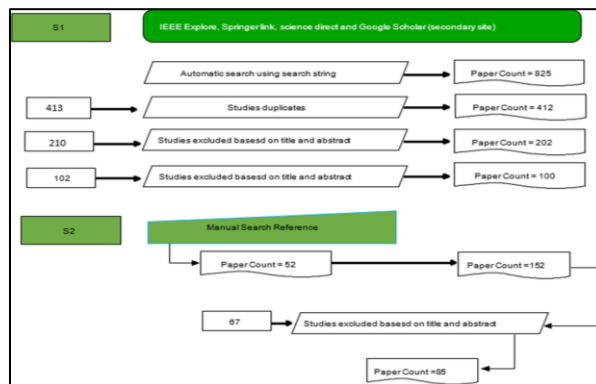 S1
IEEE Explore, Springer link, science direct and Google Scholar (secondary site)
Automatic search using search string
Paper Count = 825
413
Studies duplicates
Paper Count = 412
210
Studies excluded basesd on title and abstract
Paper Count = 202
102
Studies excluded basesd on title and abstract
Paper Count = 100
S2
Manual Search Reference
Paper Count = 52
Paper Count =152
67
Studies excluded basesd on title and abstract
Paper Count =85